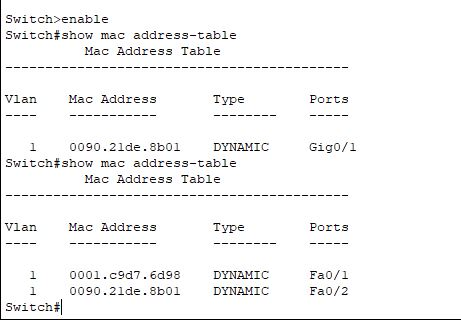 Switch>enable
Switch#show mac address-table
          Mac Address Table
-------------------------------------------

Vlan    Mac Address       Type        Ports
----    -----------       --------    -----

   1    0090.21de.8b01    DYNAMIC     Gig0/1
Switch#show mac address-table
          Mac Address Table
-------------------------------------------

Vlan    Mac Address       Type        Ports
----    -----------       --------    -----

   1    0001.c9d7.6d98    DYNAMIC     Fa0/1
   1    0090.21de.8b01    DYNAMIC     Fa0/2
Switch#